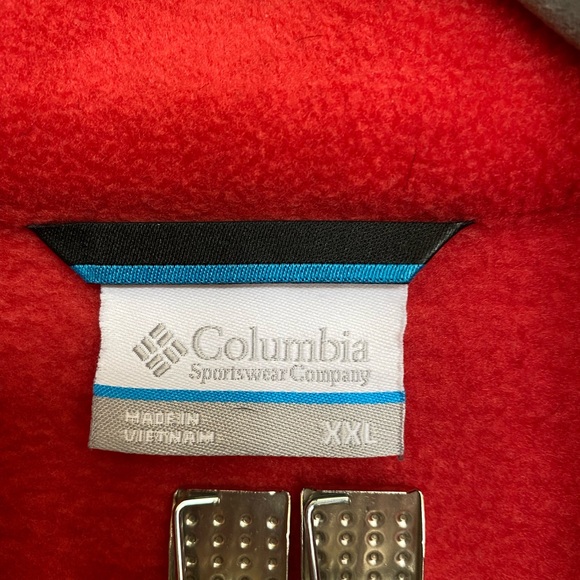 Columbia
Sportswear Company
MADE IN
VIETNAM
XXL